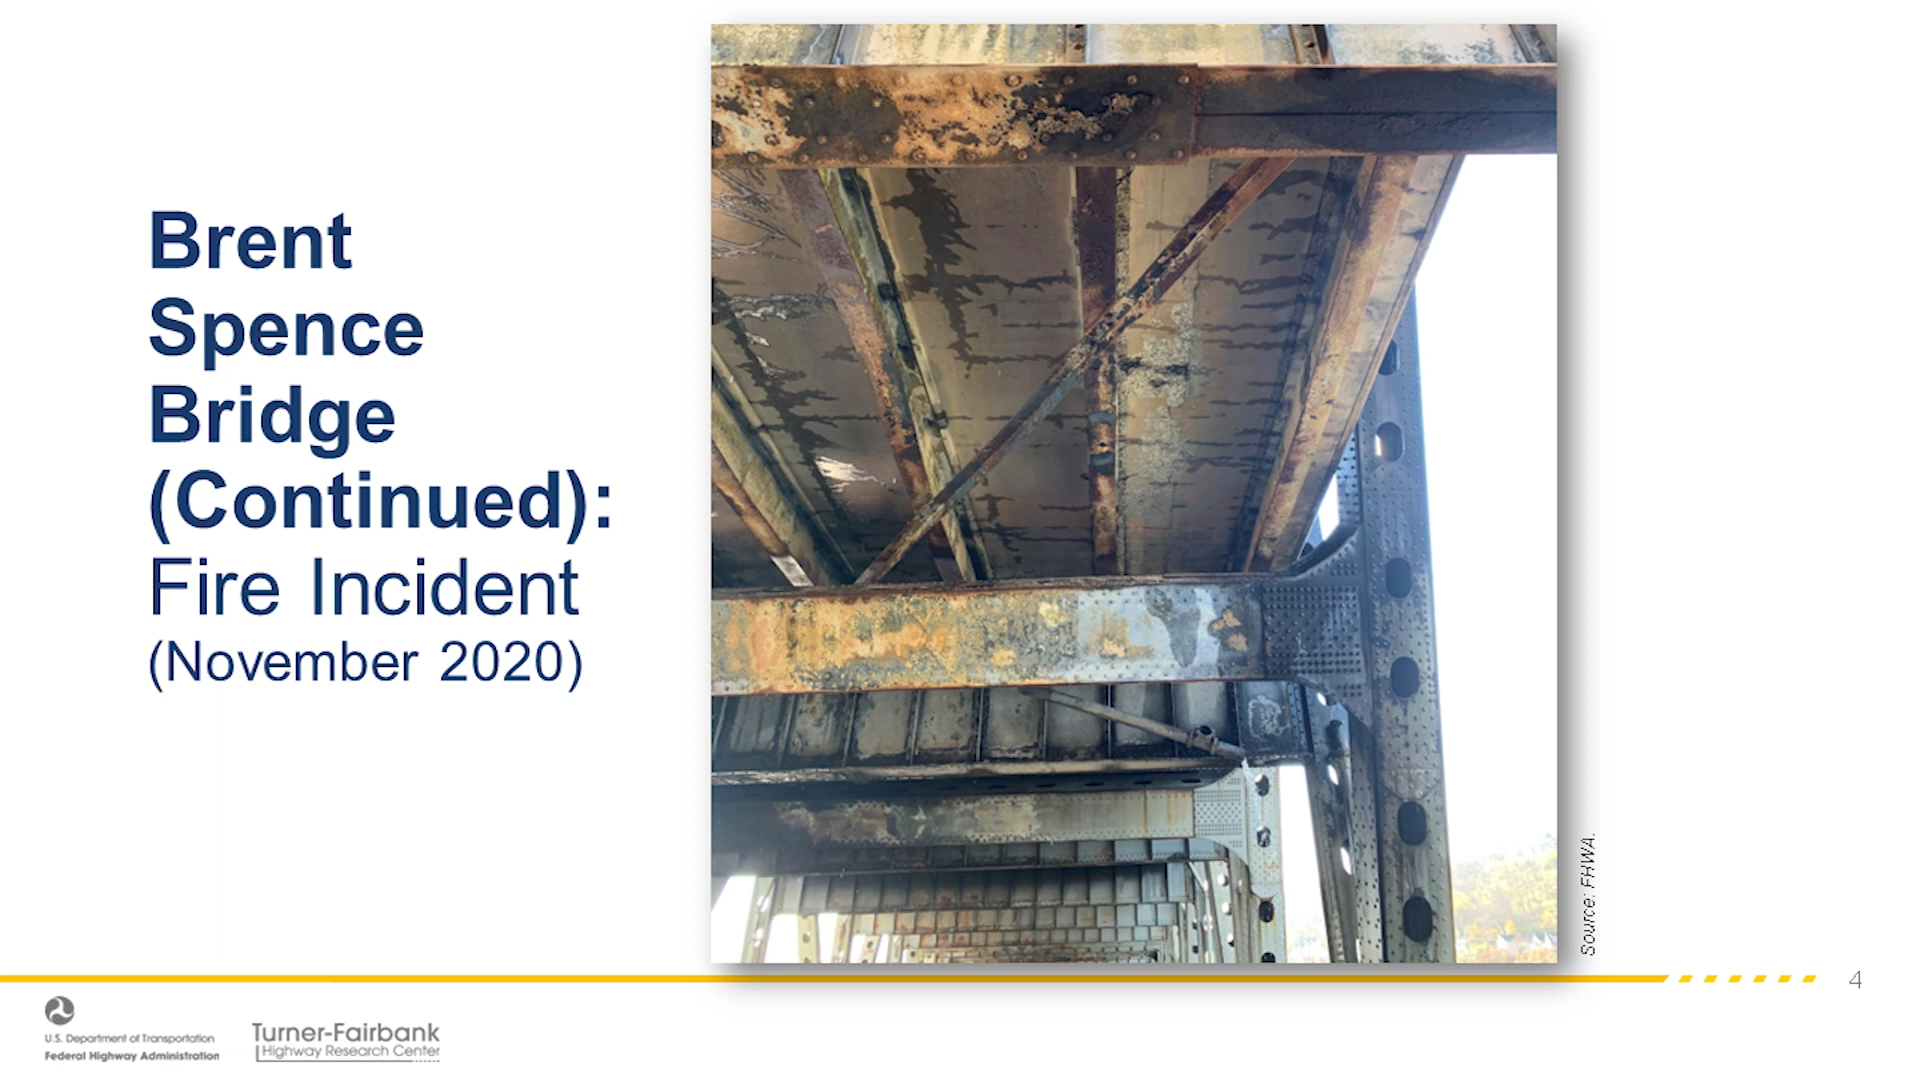 Brent
Spence
Bridge
(Continued):
Fire Incident
(November 2020)
Source: FHWA.
4
U.S. Department of Transportation
Federal Highway Administration
Turner-Fairbank
Highway Research Center